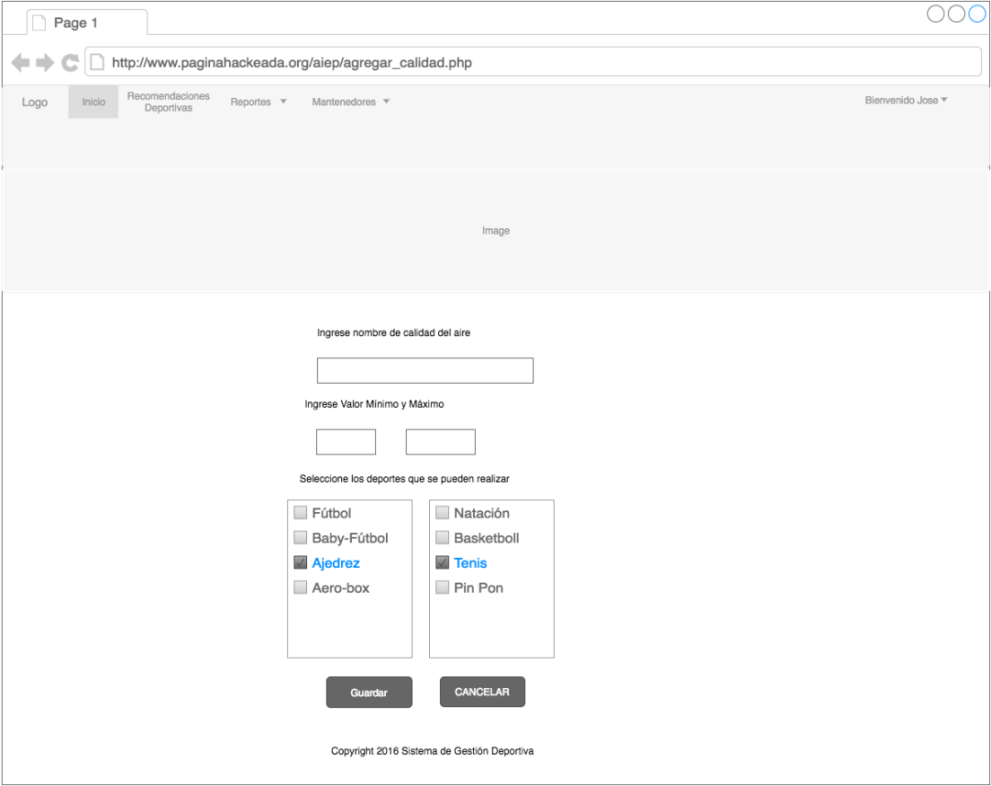 Page 1
http://www.paginahackeada.org/aiep/agregar_calidad.php
Logo
Inicio
Recomendaciones
Deportivas
Reportes
Mantenedores
Bienvenido Jose
Image
Ingrese nombre de calidad del aire
Ingrese Valor Mínimo y Máximo
Seleccione los deportes que se pueden realizar
Fútbol
Baby-Fútbol
Ajedrez
Aero-box
Natación
Basketboll
Tenis
Pin Pon
Guardar
CANCELAR
Copyright 2016 Sistema de Gestión Deportiva